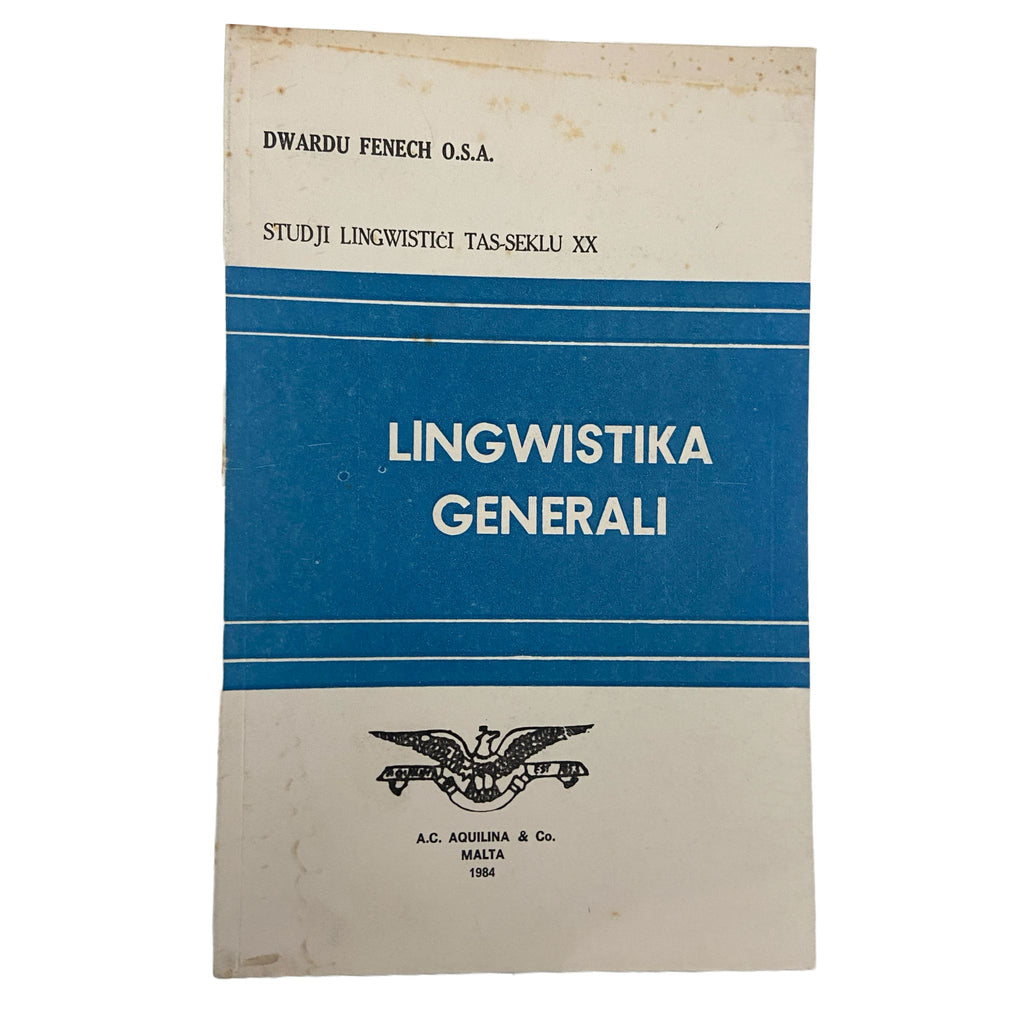 DWARDU FENECH O.S.A.
STUDJI LINGWISTIĊI TAS-SEKLU XX
LINGWISTIKA
GENERALI
A.C. AQUILINA & Co.
MALTA
1984